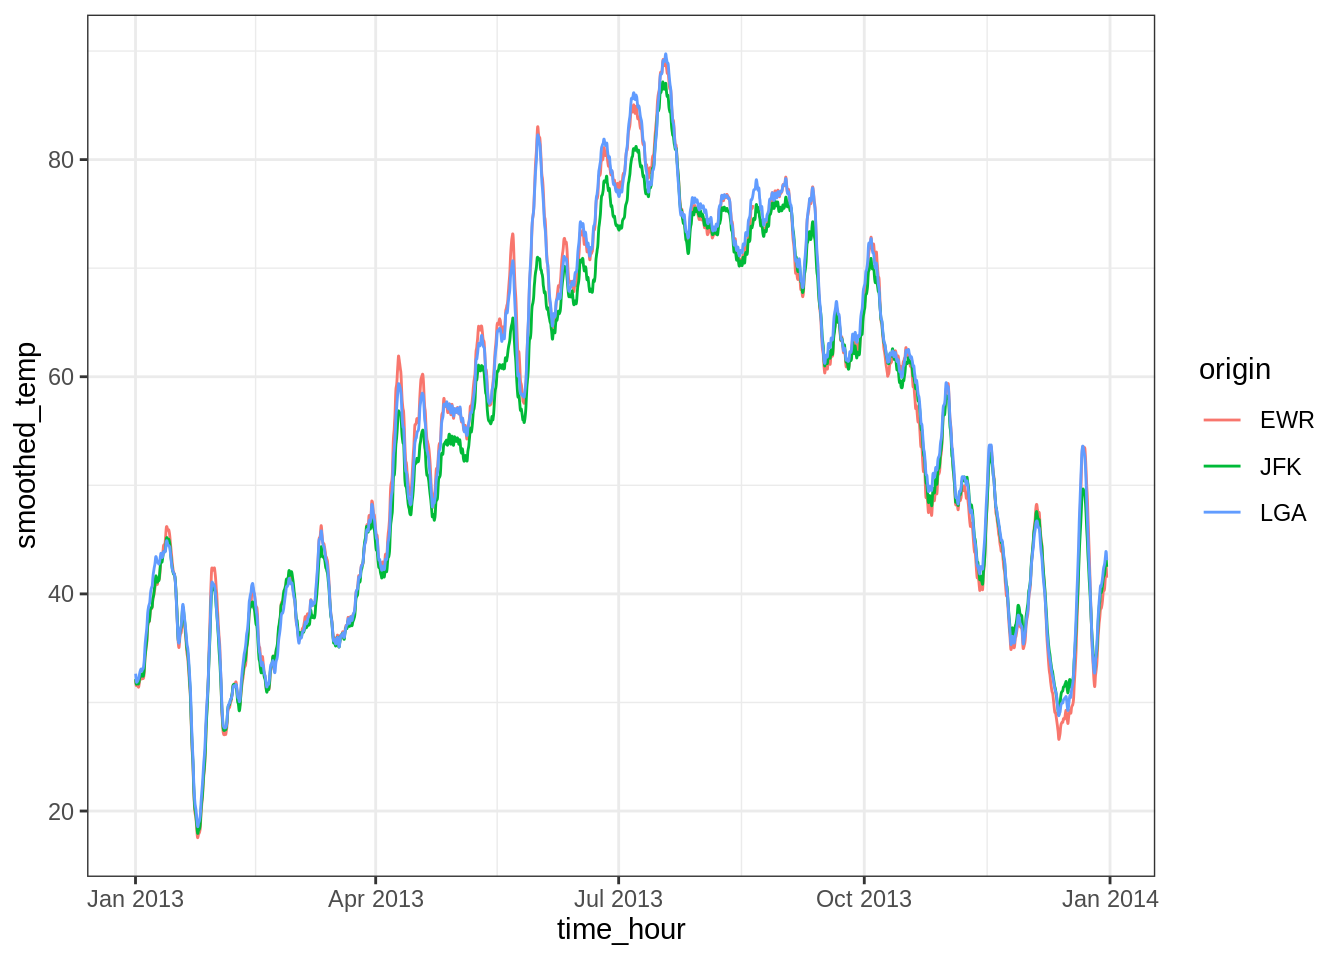 smoothed_temp
80
60
40
20
Jan 2013
Apr 2013
Jul 2013
Oct 2013
Jan 2014
time_hour
origin
EWR
JFK
LGA